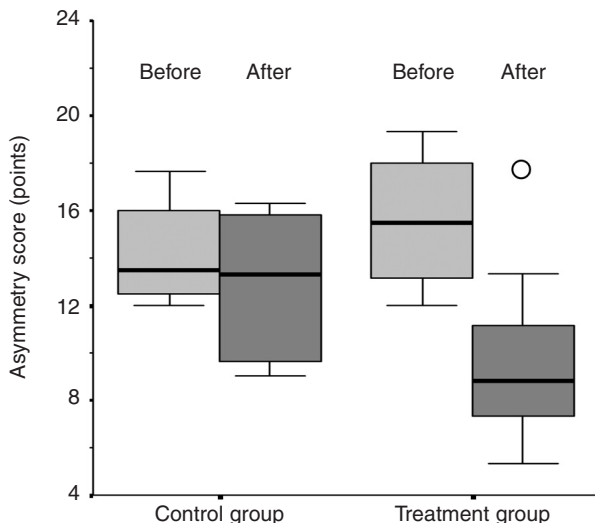 24
20
16
12
8
4
Asymmetry score (points)
Before After Before After
Control group Treatment group